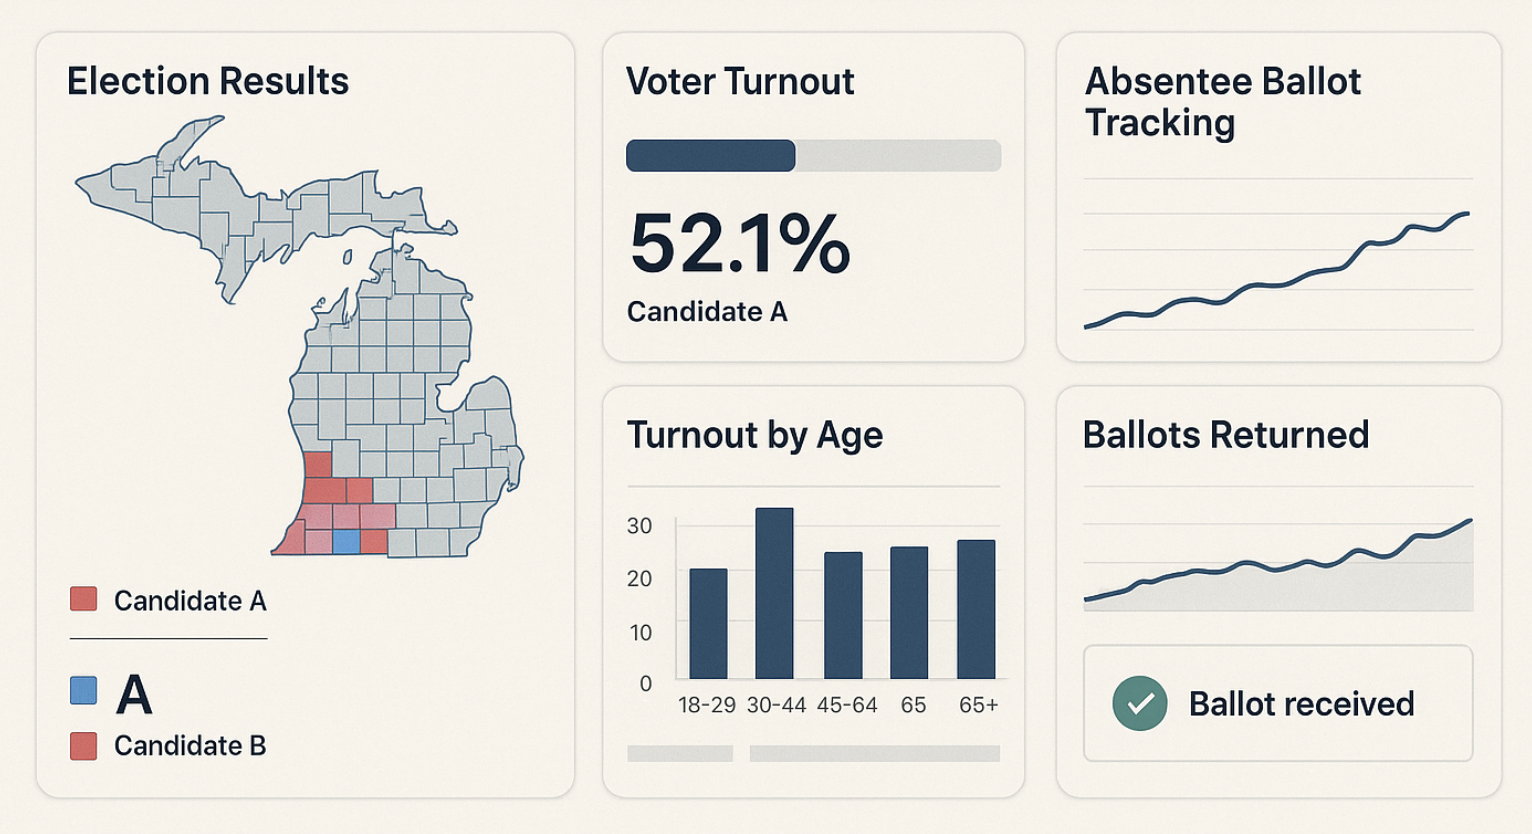 Election Results
Candidate A
A
Candidate B
Voter Turnout
52.1%
Candidate A
Absentee Ballot
Tracking
Turnout by Age
30
20
10
0
18-29 30-44 45-64 65 65+
Ballots Returned
Ballot received